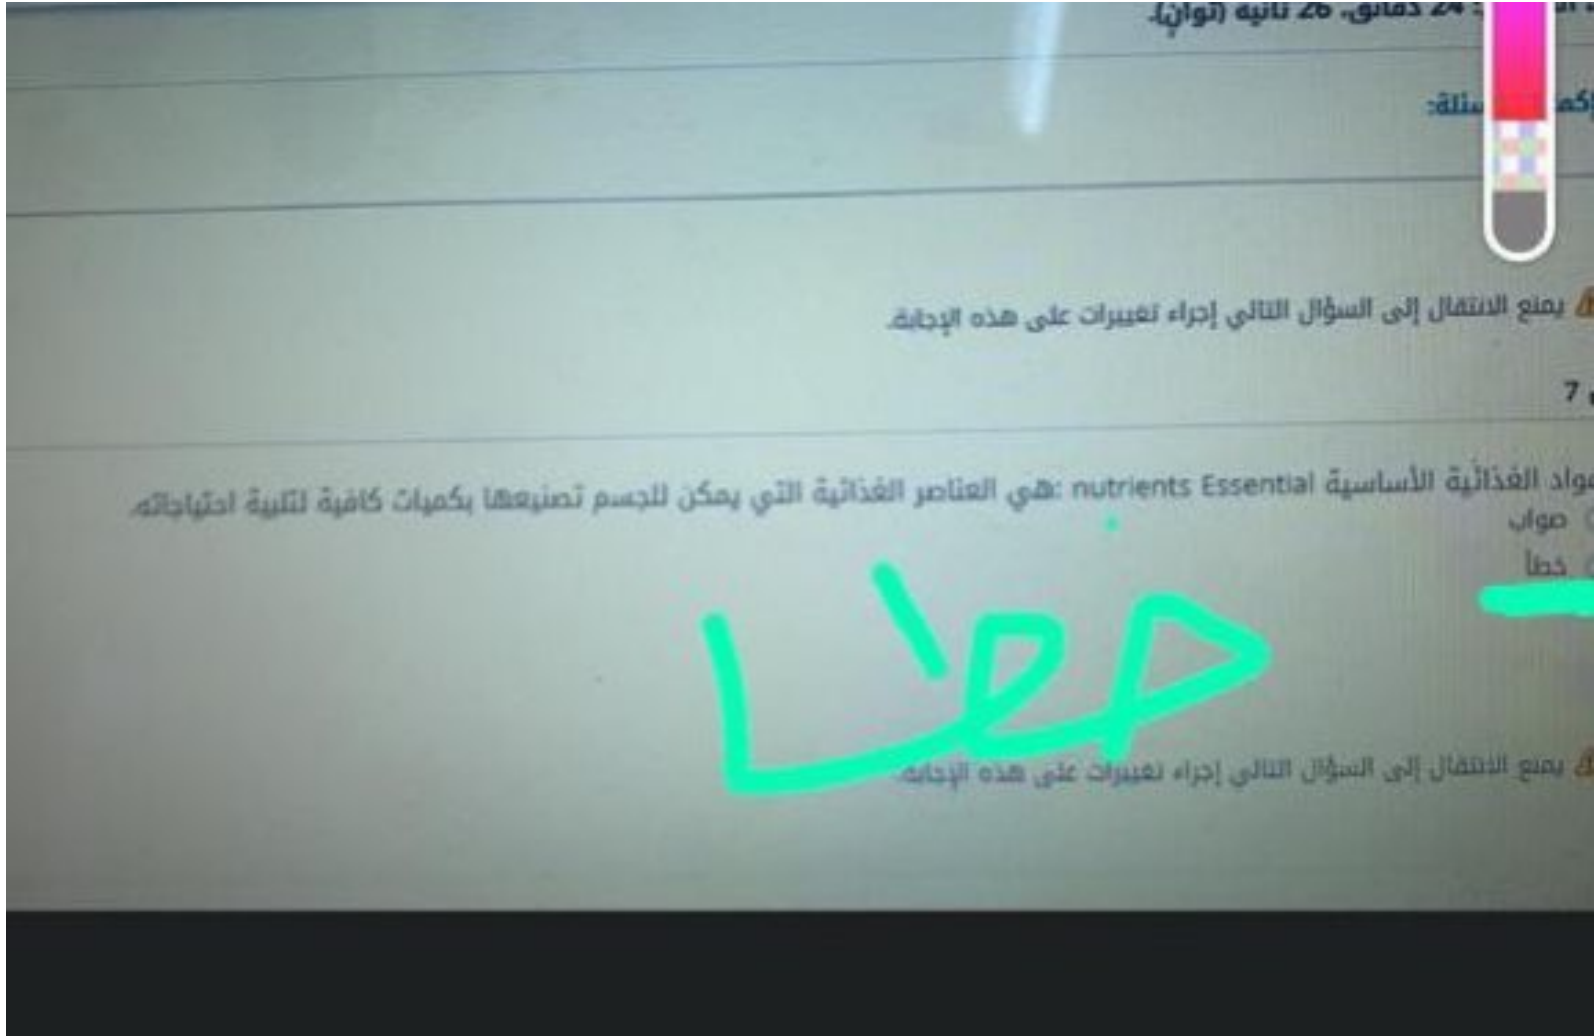 24 دقائق، 26 ثانية (ثوانٍ).
يمنع الانتقال إلى السؤال التالي إجراء تغييرات على هذه الإجابة.
7
الغذائية الأساسية nutrients Essential :هي العناصر الغذائية التي يمكن للجسم تصنيعها بكميات كافية لتلبية احتياجاته.
صواب
خطأ
خطأ
يمنع الانتقال إلى السؤال التالي إجراء تغييرات على هذه الإجابة.